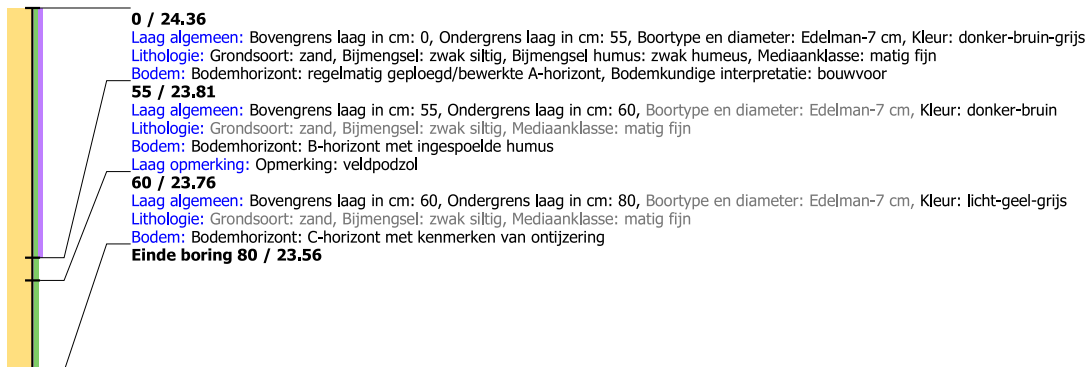 0 / 24.36
Laag algemeen: Bovengrens laag in cm: 0, Ondergrens laag in cm: 55, Boortype en diameter: Edelman-7 cm, Kleur: donker-bruin-grijs
Lithologie: Grondsoort: zand, Bijmengsel: zwak siltig, Bijmengsel humus: zwak humeus, Mediaanklasse: matig fijn
Bodem: Bodemhorizont: regelmatig geploegd/bewerkte A-horizont, Bodemkundige interpretatie: bouwvoor
55 / 23.81
Laag algemeen: Bovengrens laag in cm: 55, Ondergrens laag in cm: 60, Boortype en diameter: Edelman-7 cm, Kleur: donker-bruin
Lithologie: Grondsoort: zand, Bijmengsel: zwak siltig, Mediaanklasse: matig fijn
Bodem: Bodemhorizont: B-horizont met ingespoelde humus
Laag opmerking: Opmerking: veldpodzol
60 / 23.76
Laag algemeen: Bovengrens laag in cm: 60, Ondergrens laag in cm: 80, Boortype en diameter: Edelman-7 cm, Kleur: licht-geel-grijs
Lithologie: Grondsoort: zand, Bijmengsel: zwak siltig, Mediaanklasse: matig fijn
Bodem: Bodemhorizont: C-horizont met kenmerken van ontijzering
Einde boring 80 / 23.56